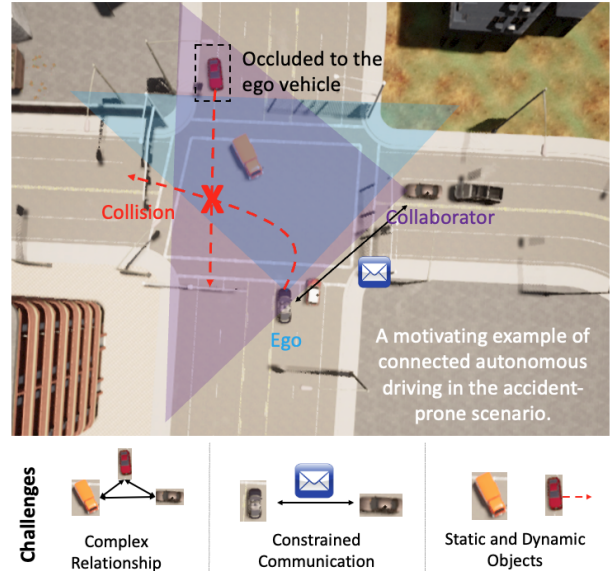 Occluded to the
ego vehicle
Collision
Collaborator
Ego
A motivating example of
connected autonomous
driving in the accident-
prone scenario.
Challenges
Complex
Relationship
Constrained
Communication
Static and Dynamic
Objects